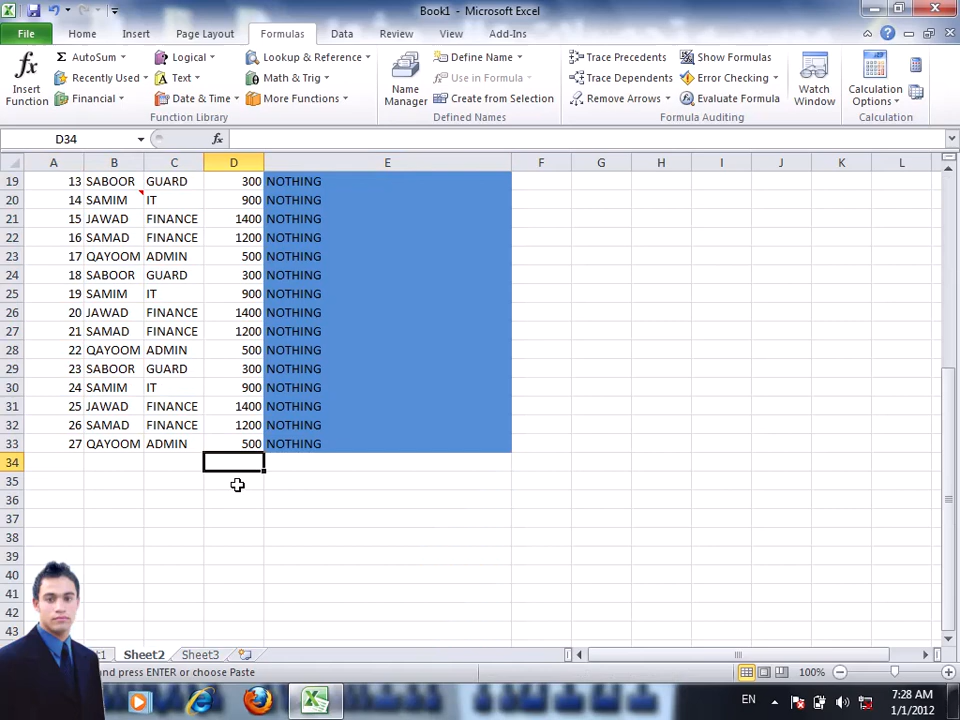 Book1 - Microsoft Excel
File Home Insert Page Layout Formulas Data Review View Add-Ins
fx Insert Function
Σ AutoSum
Recently Used
Financial
Logical
Text
Date & Time
Lookup & Reference
Math & Trig
More Functions
Function Library
Name Manager
Define Name
Use in Formula
Create from Selection
Defined Names
Trace Precedents
Trace Dependents
Remove Arrows
Show Formulas
Error Checking
Evaluate Formula
Formula Auditing
Watch Window
Calculation Options
Calculation
D34 fx
A B C D E F G H I J K L
19 13 SABOOR GUARD 300 NOTHING
20 14 SAMIM IT 900 NOTHING
21 15 JAWAD FINANCE 1400 NOTHING
22 16 SAMAD FINANCE 1200 NOTHING
23 17 QAYOOM ADMIN 500 NOTHING
24 18 SABOOR GUARD 300 NOTHING
25 19 SAMIM IT 900 NOTHING
26 20 JAWAD FINANCE 1400 NOTHING
27 21 SAMAD FINANCE 1200 NOTHING
28 22 QAYOOM ADMIN 500 NOTHING
29 23 SABOOR GUARD 300 NOTHING
30 24 SAMIM IT 900 NOTHING
31 25 JAWAD FINANCE 1400 NOTHING
32 26 SAMAD FINANCE 1200 NOTHING
33 27 QAYOOM ADMIN 500 NOTHING
34
35
36
37
38
39
40
41
42
43
t1 Sheet2 Sheet3
and press ENTER or choose Paste 100%
EN 7:28 AM
1/1/2012